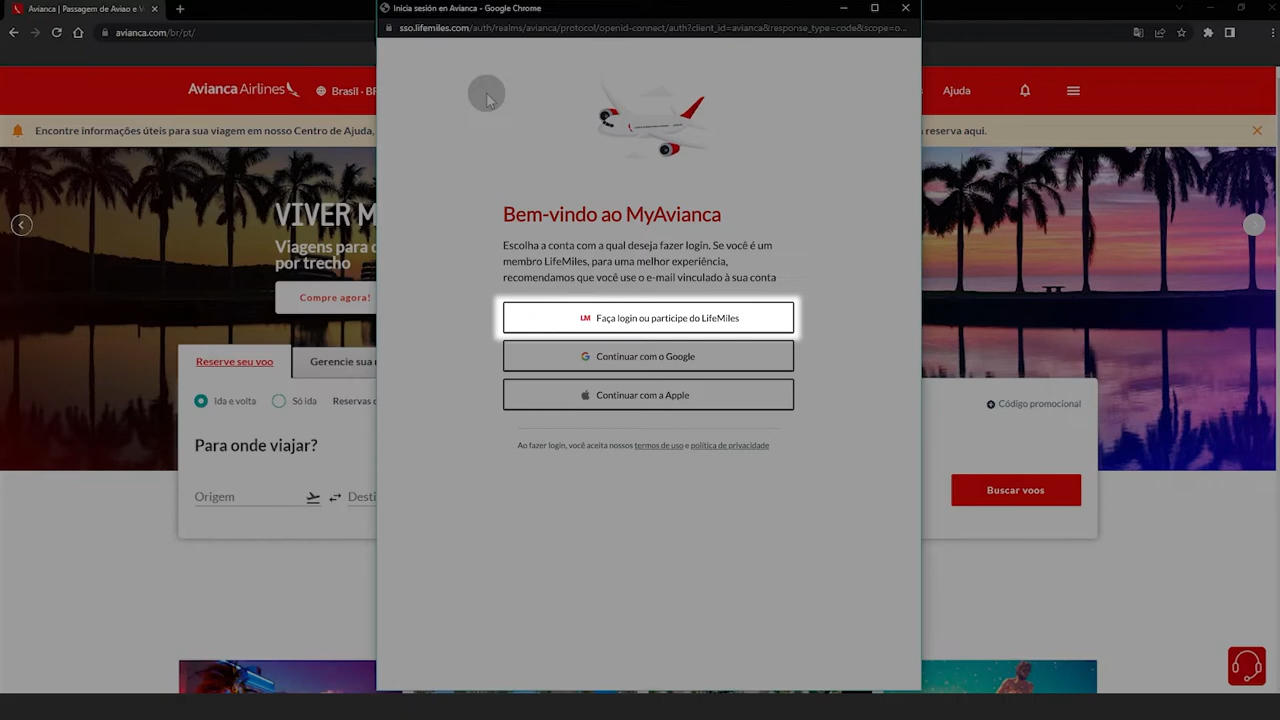 Avianca | Passagem de Aviao e V
Inicia sesión en Avianca - Google Chrome
avianca.com/br/pt/
sso.lifemiles.com/auth/realms/avianca/protocol/openid-connect/auth?client_id=avianca&response_type=code&scope=o...
Avianca Airlines
Brasil · BR
Ajuda
Encontre informações úteis para sua viagem em nosso Centro de Ajuda,
reserva aqui.
VIVER M
Viagens para
por trecho
Compre agora!
Bem-vindo ao MyAvianca
Escolha a conta com a qual deseja fazer login. Se você é um
membro LifeMiles, para uma melhor experiência,
recomendamos que você use o e-mail vinculado à sua conta
LM Faça login ou participe do LifeMiles
Continuar com o Google
Continuar com a Apple
Ao fazer login, você aceita nossos termos de uso e política de privacidade
Reserve seu voo
Gerencie sua
Ida e volta
Só ida
Reservas
Código promocional
Para onde viajar?
Origem
Desti
Buscar voos